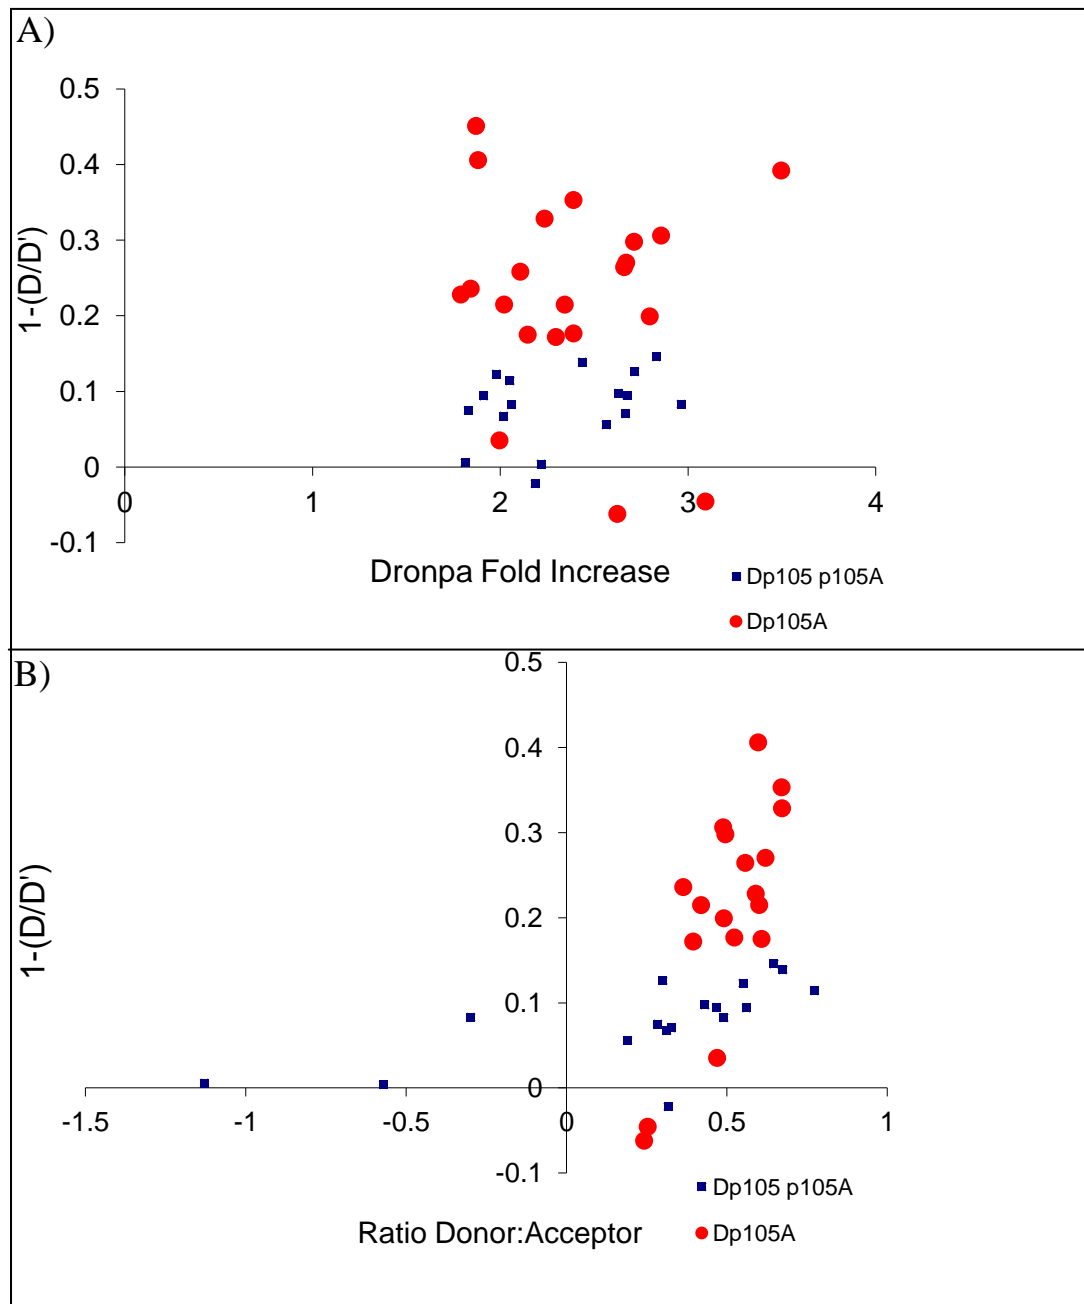 A)
0.5
0.4
0.3
0.2
0.1
0
-0.1
1-(D/D')
0 1 2 3 4
Dronpa Fold Increase
Dp105 p105A
Dp105A
B)
0.5
0.4
0.3
0.2
0.1
0
-0.1
1-(D/D')
-1.5 -1 -0.5 0 0.5 1
Ratio Donor:Acceptor
Dp105 p105A
Dp105A